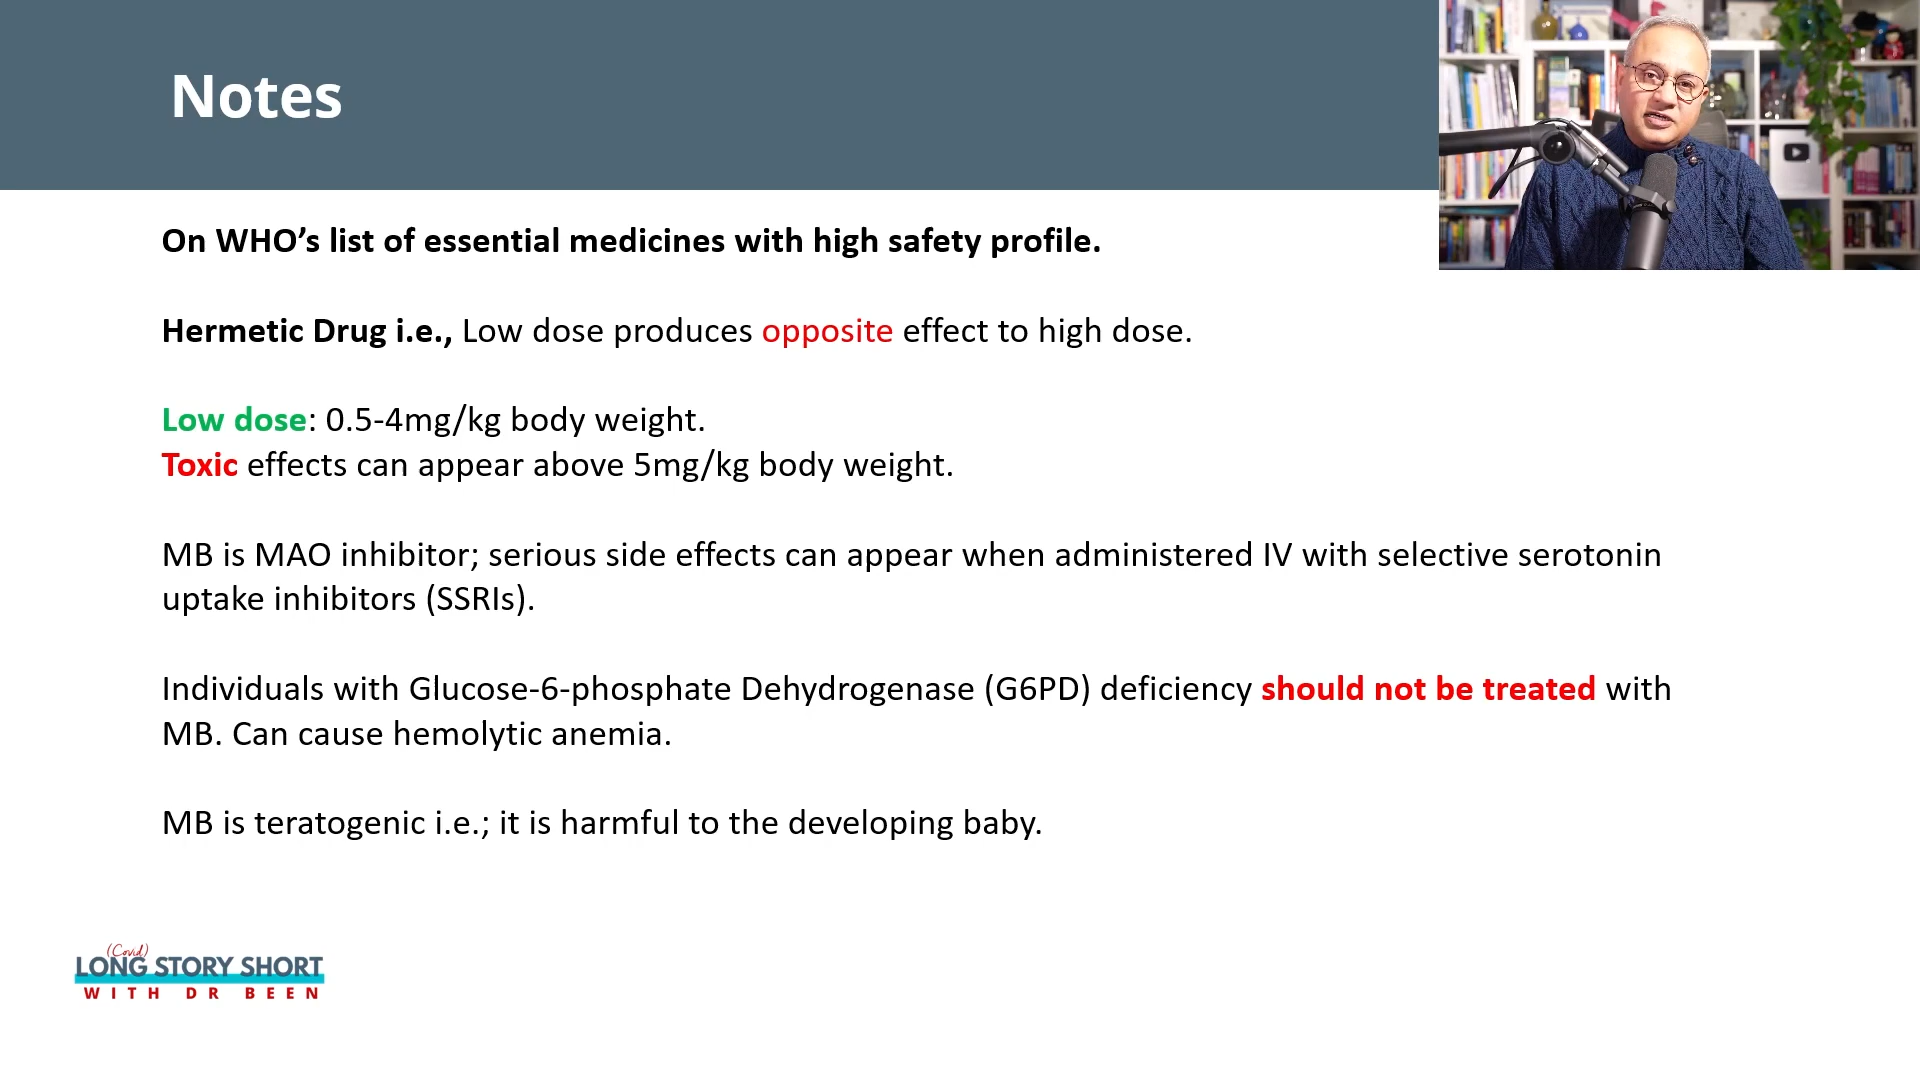 Notes
On WHO’s list of essential medicines with high safety profile.
Hermetic Drug i.e., Low dose produces opposite effect to high dose.
Low dose: 0.5-4mg/kg body weight.
Toxic effects can appear above 5mg/kg body weight.
MB is MAO inhibitor; serious side effects can appear when administered IV with selective serotonin
uptake inhibitors (SSRIs).
Individuals with Glucose-6-phosphate Dehydrogenase (G6PD) deficiency should not be treated with
MB. Can cause hemolytic anemia.
MB is teratogenic i.e.; it is harmful to the developing baby.
(Covid)
LONG STORY SHORT
WITH DR BEEN